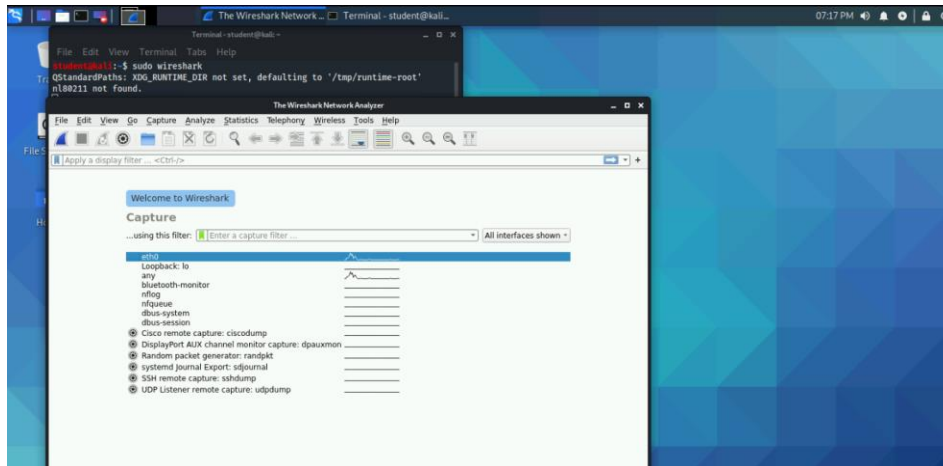 The Wireshark Network ... Terminal - student@kali... 07:17 PM
Terminal - student@kali: ~
File Edit View Terminal Tabs Help
student@kali:~$ sudo wireshark
QStandardPaths: XDG_RUNTIME_DIR not set, defaulting to '/tmp/runtime-root'
nl80211 not found.
The Wireshark Network Analyzer
File Edit View Go Capture Analyze Statistics Telephony Wireless Tools Help
Apply a display filter ... <Ctrl-/>
Welcome to Wireshark
Capture
...using this filter: Enter a capture filter ... All interfaces shown
eth0
Loopback: lo
any
bluetooth-monitor
nflog
nfqueue
dbus-system
dbus-session
Cisco remote capture: ciscodump
DisplayPort AUX channel monitor capture: dpauxmon
Random packet generator: randpkt
systemd Journal Export: sdjournal
SSH remote capture: sshdump
UDP Listener remote capture: udpdump